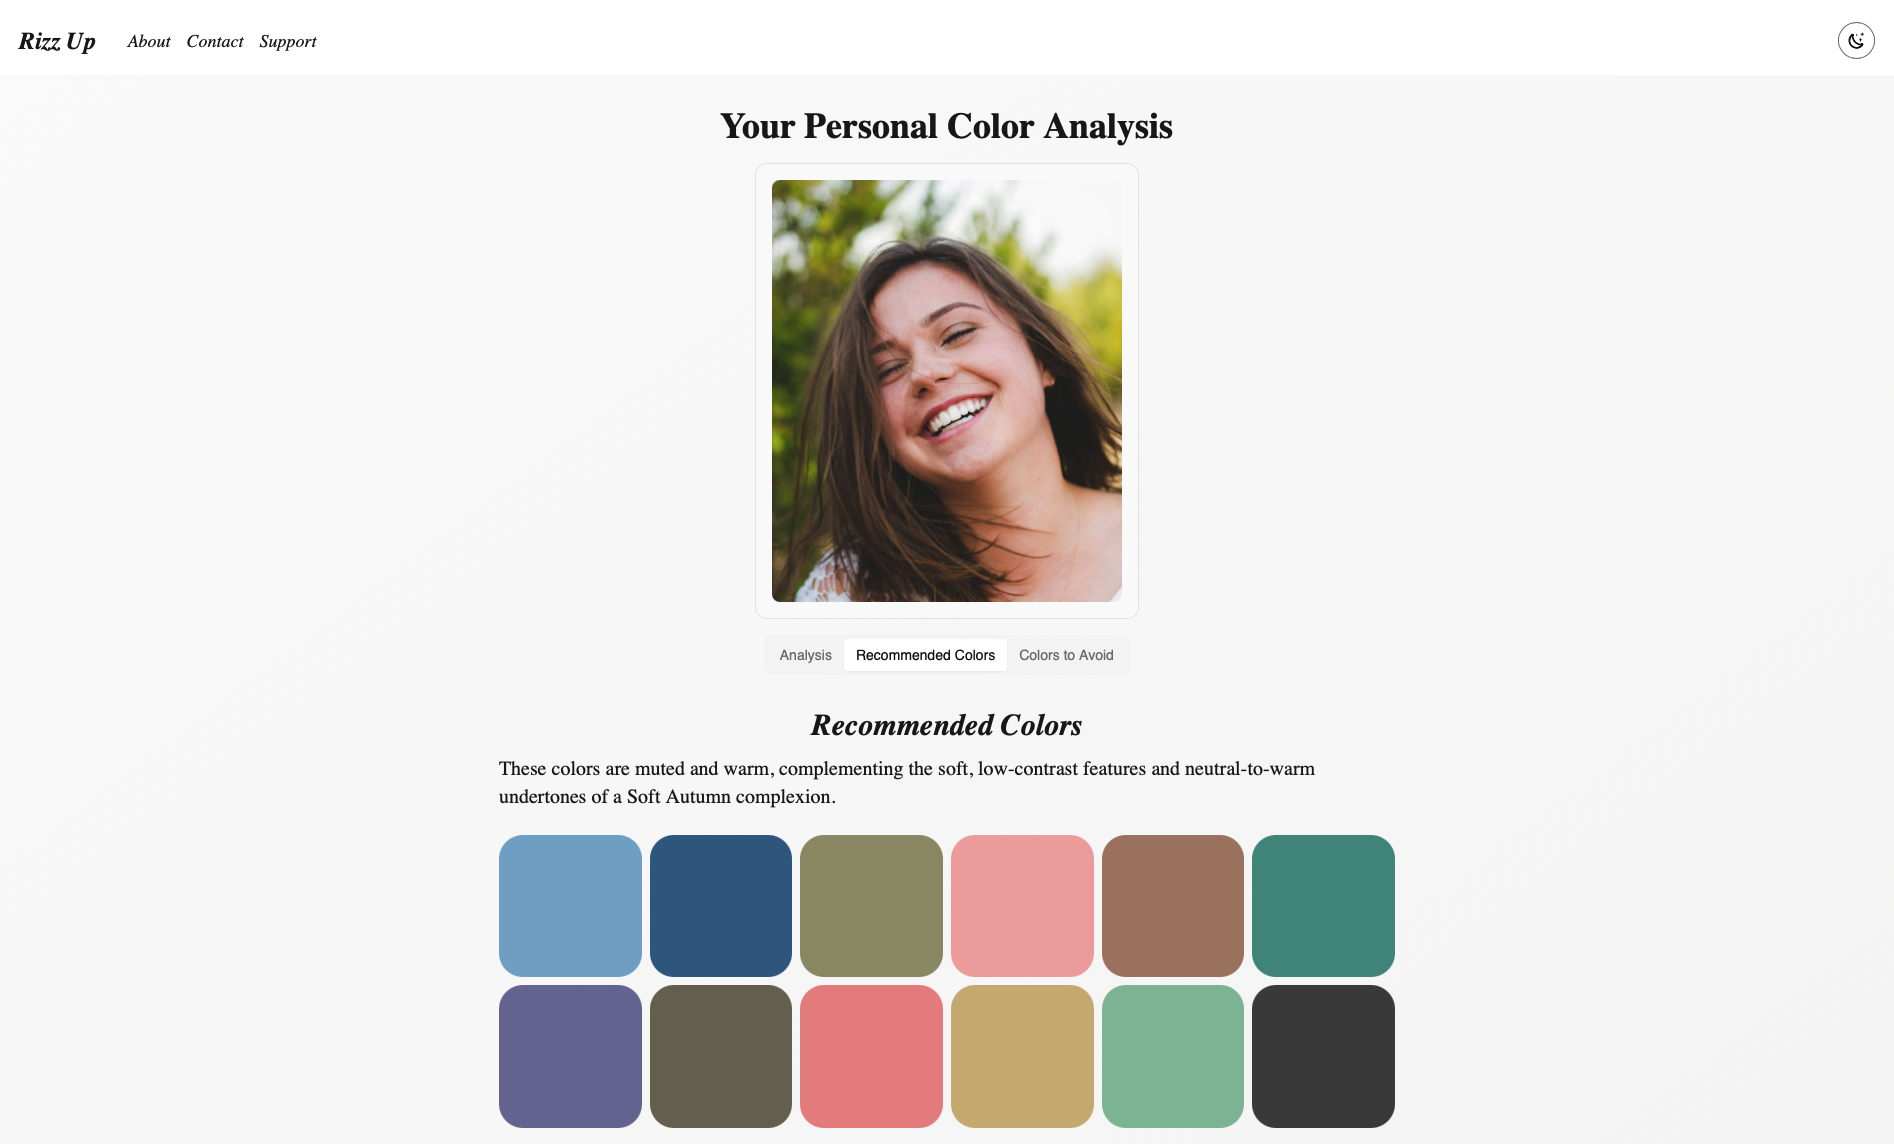 Rizz Up About Contact Support
Your Personal Color Analysis
Analysis Recommended Colors Colors to Avoid
Recommended Colors
These colors are muted and warm, complementing the soft, low-contrast features and neutral-to-warm
undertones of a Soft Autumn complexion.